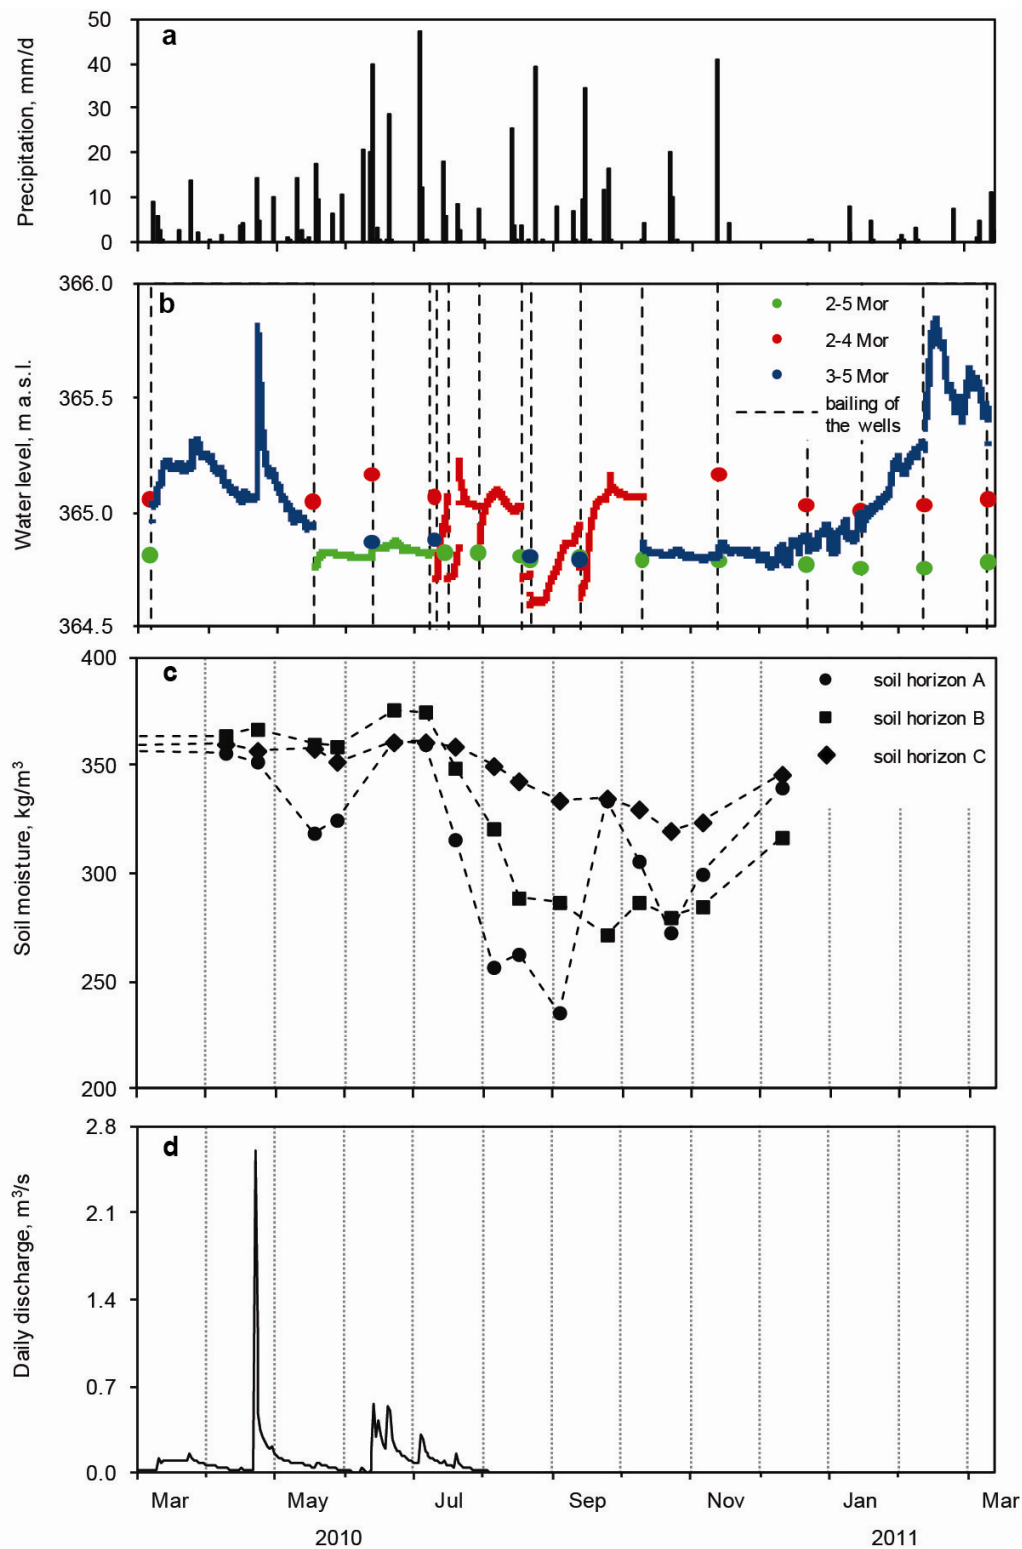 a
Precipitation, mm/d
50
40
30
20
10
0
b
Water level, m a.s.l.
366.0
365.5
365.0
364.5
2-5 Mor
2-4 Mor
3-5 Mor
bailing of
the wells
c
Soil moisture, kg/m³
400
350
300
250
200
soil horizon A
soil horizon B
soil horizon C
d
Daily discharge, m³/s
2.8
2.1
1.4
0.7
0.0
Mar May Jul Sep Nov Jan Mar
2010 2011